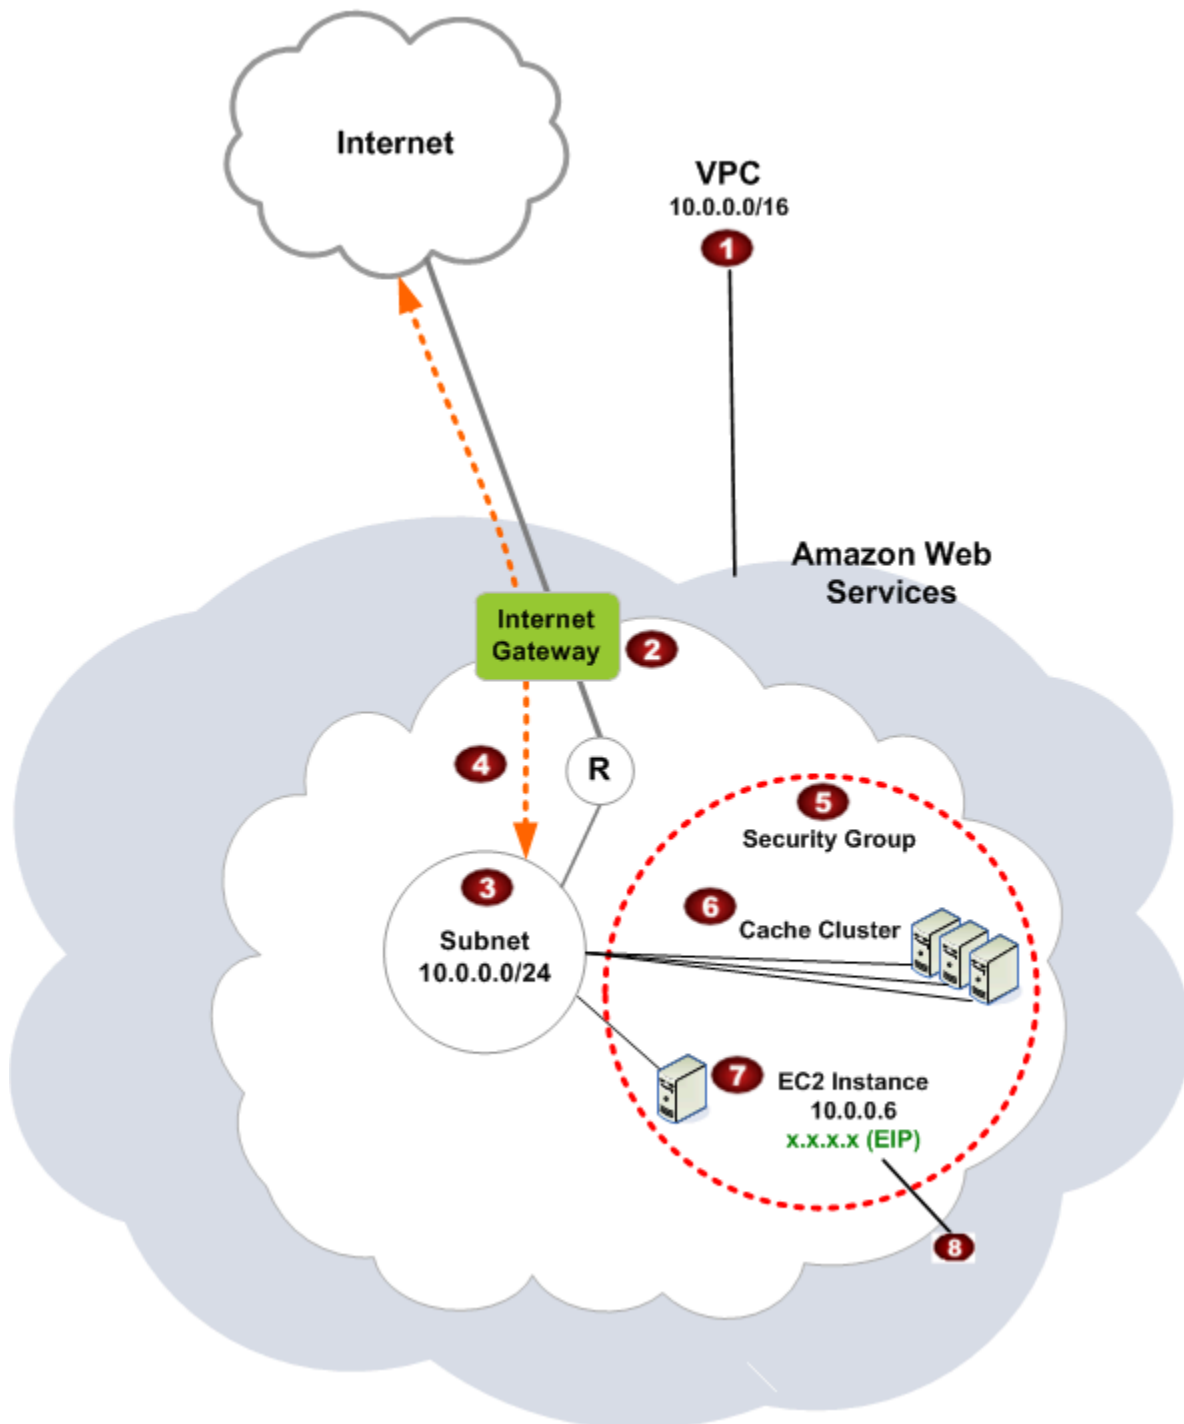 Internet
VPC
10.0.0.0/16
1
Amazon Web
Services
Internet
Gateway
2
4
R
5
Security Group
3
Subnet
10.0.0.0/24
6
Cache Cluster
7
EC2 Instance
10.0.0.6
x.x.x.x (EIP)
8